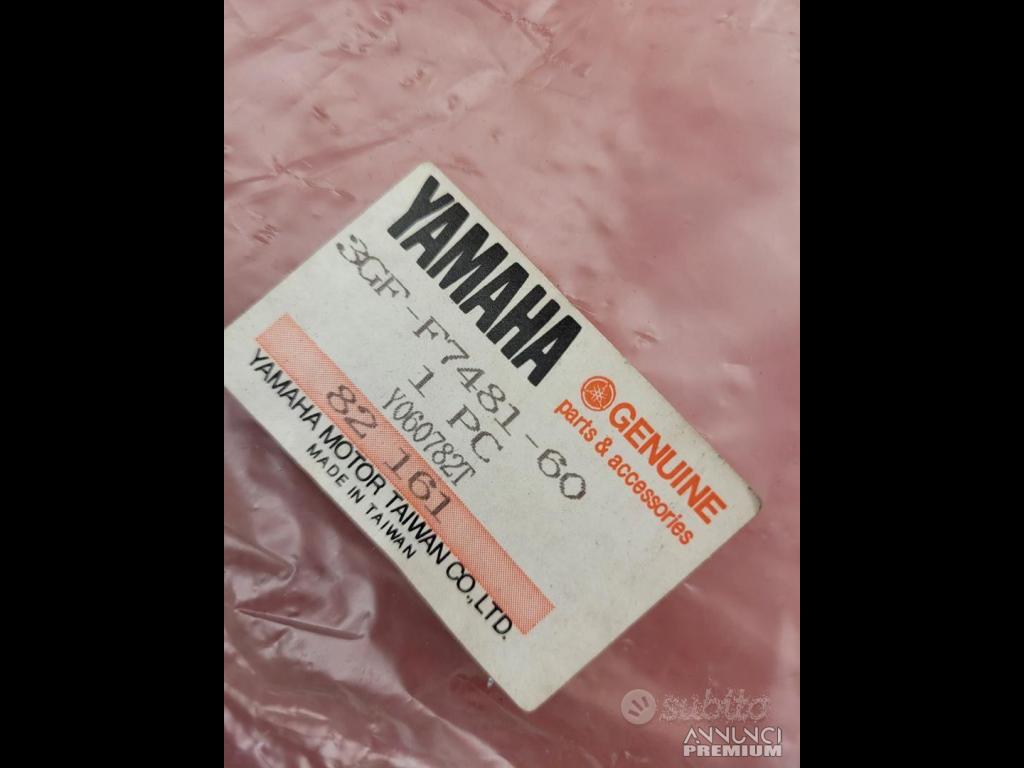 YAMAHA
3GF-F7481-60
1 PC
Y060782T
82 161
GENUINE
parts & accessories
YAMAHA MOTOR TAIWAN CO.,LTD.
MADE IN TAIWAN
subito
ANNUNCI
PREMIUM